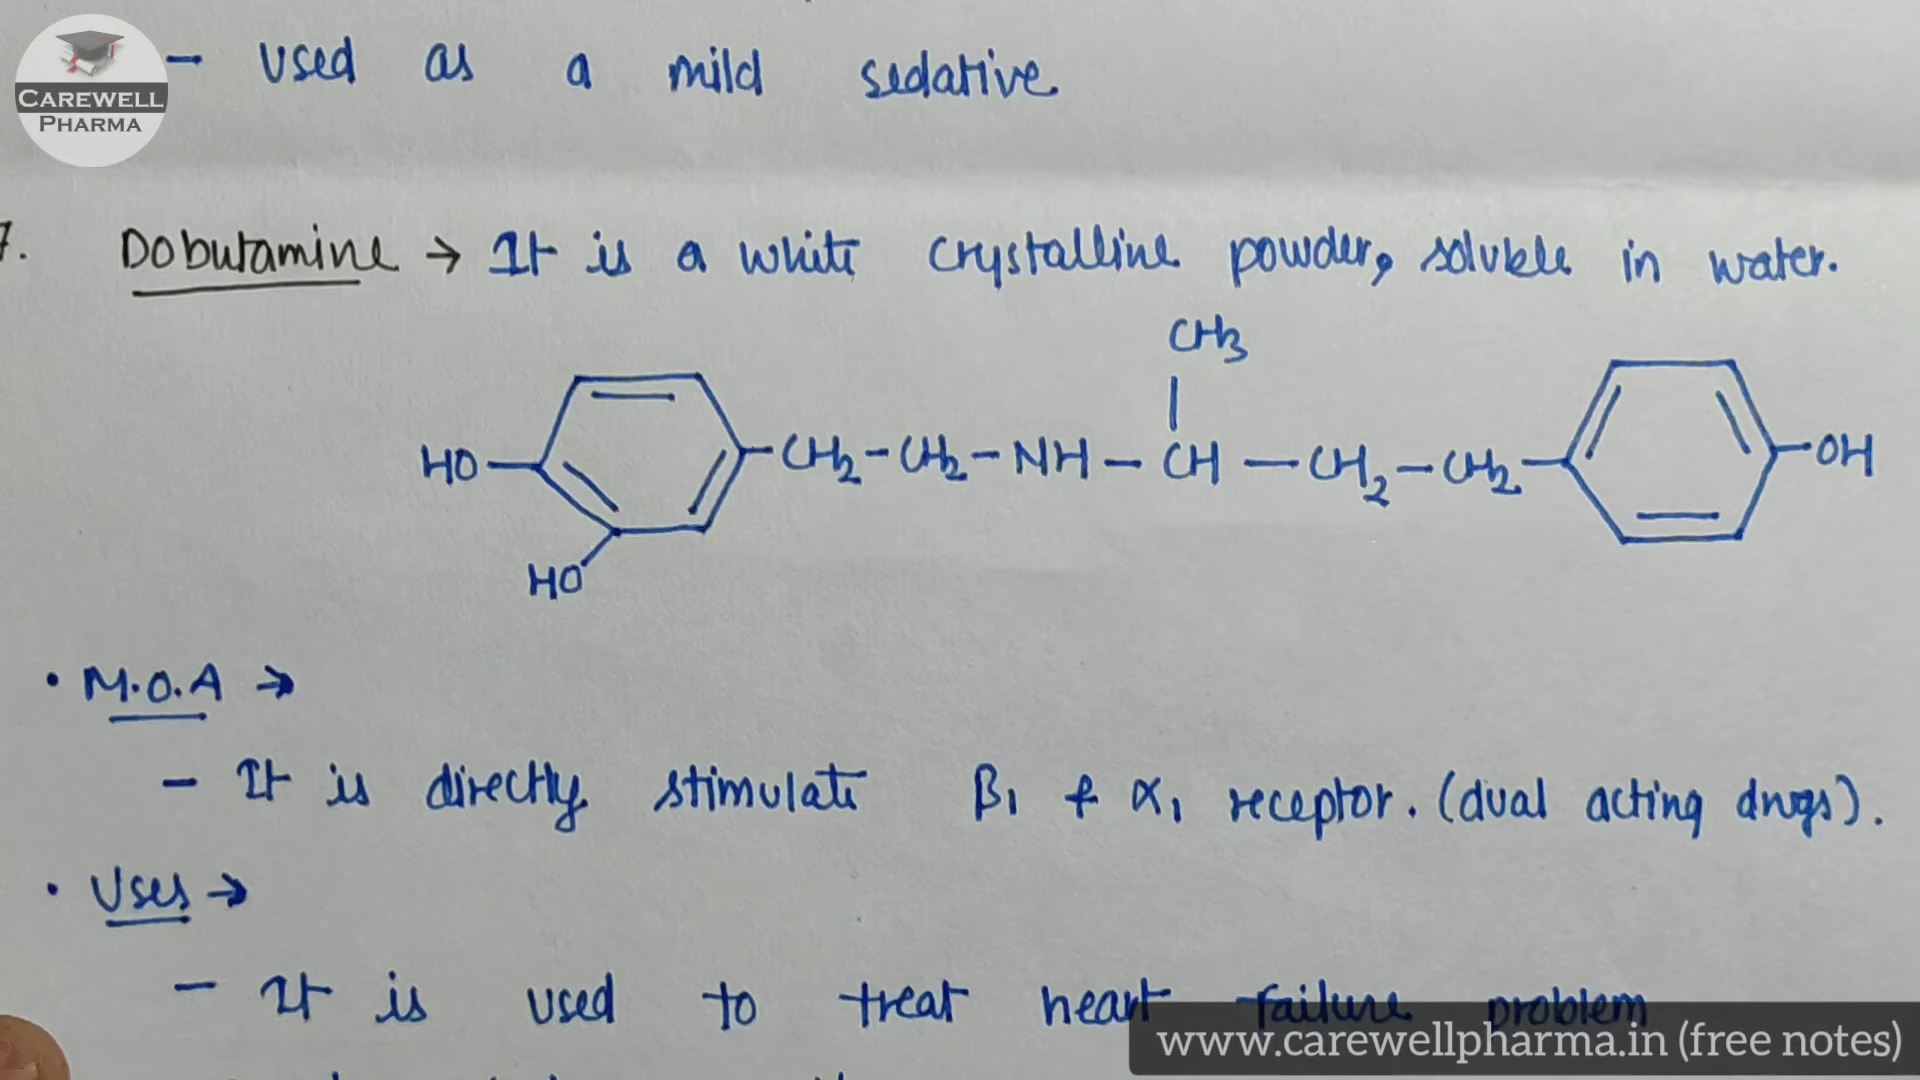 - Used as a mild sedative
CAREWELL
PHARMA
7. Dobutamine → It is a white crystalline powder, soluble in water.
CH3
HO CH2-CH2-NH-CH-CH2-CH2 OH
HO
• M.O.A →
- It is directly stimulate β1 & α1 receptor. (dual acting drugs).
• Uses →
- It is used to treat heart failure problem
www.carewellpharma.in (free notes)